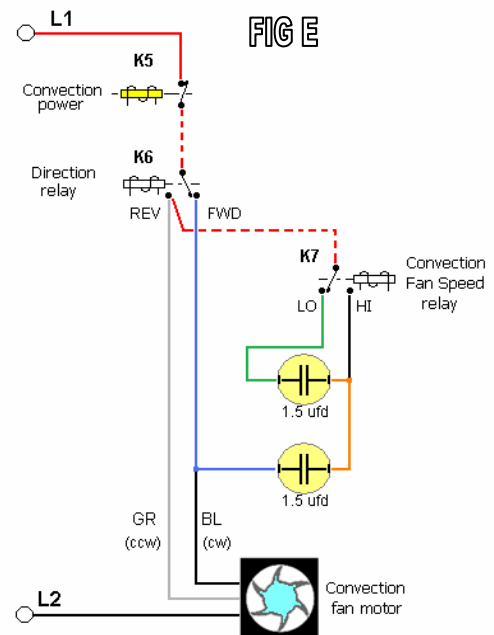 L1
FIG E
K5
Convection
power
K6
Direction
relay
REV
FWD
K7
Convection
Fan Speed
relay
LO
HI
1.5 ufd
1.5 ufd
GR
(ccw)
BL
(cw)
Convection
fan motor
L2